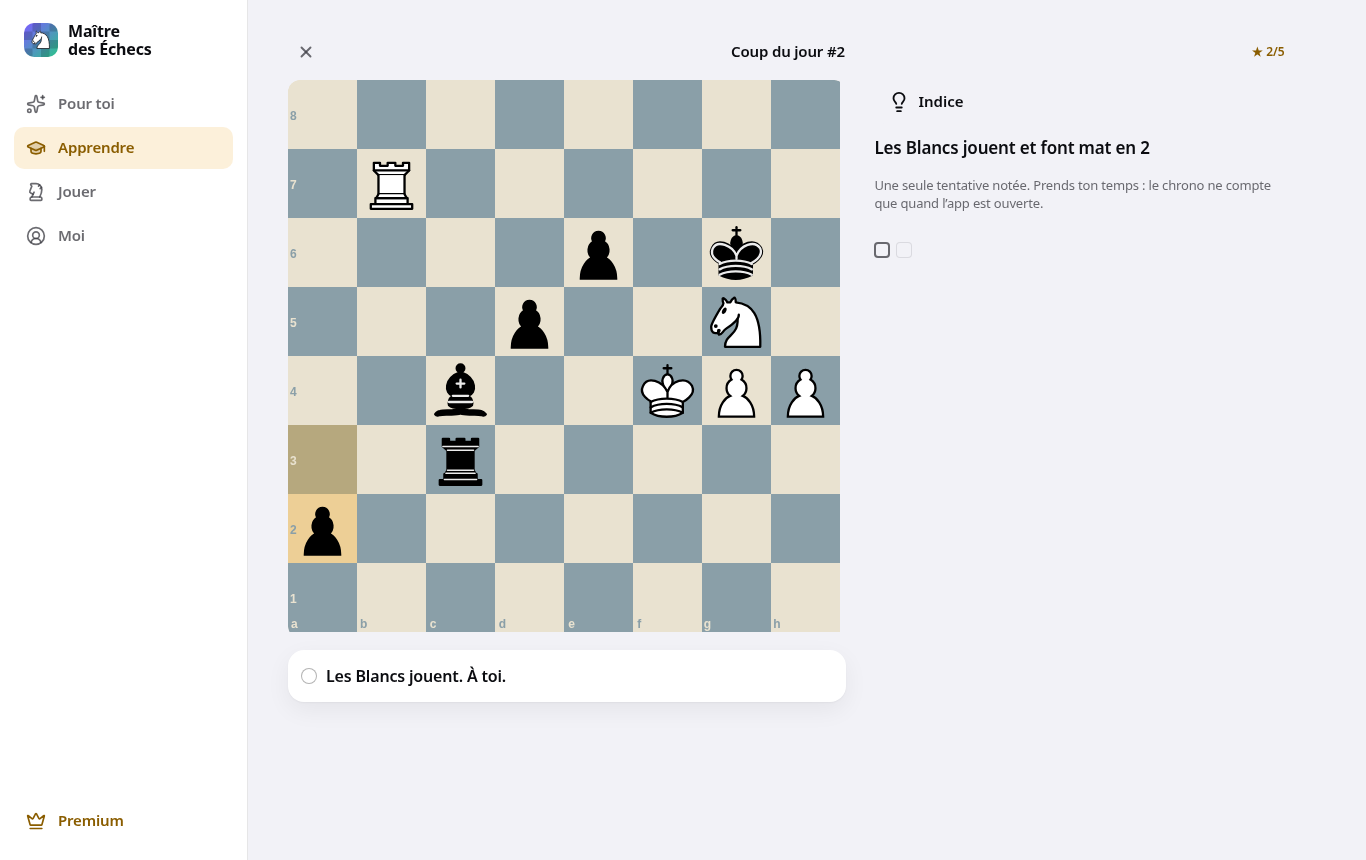 Maître
des Échecs
Pour toi
Apprendre
Jouer
Moi
Premium
Coup du jour #2
★ 2/5
8
7
6
5
4
3
2
1
a b c d e f g h
Les Blancs jouent. À toi.
Indice
Les Blancs jouent et font mat en 2
Une seule tentative notée. Prends ton temps : le chrono ne compte
que quand l’app est ouverte.